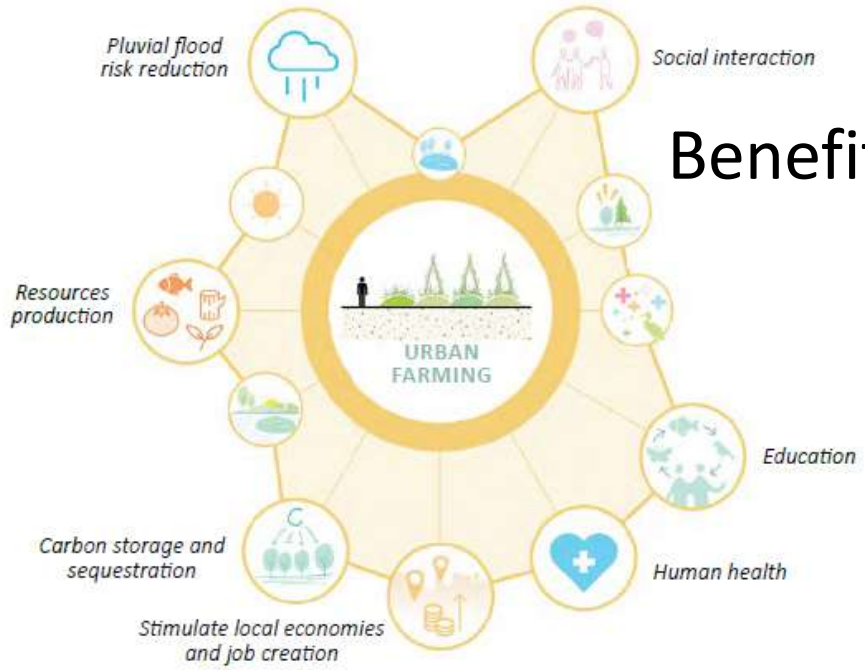 Pluvial flood
risk reduction
Social interaction
Benefit
Resources
production
URBAN
FARMING
Education
Carbon storage and
sequestration
Human health
Stimulate local economies
and job creation